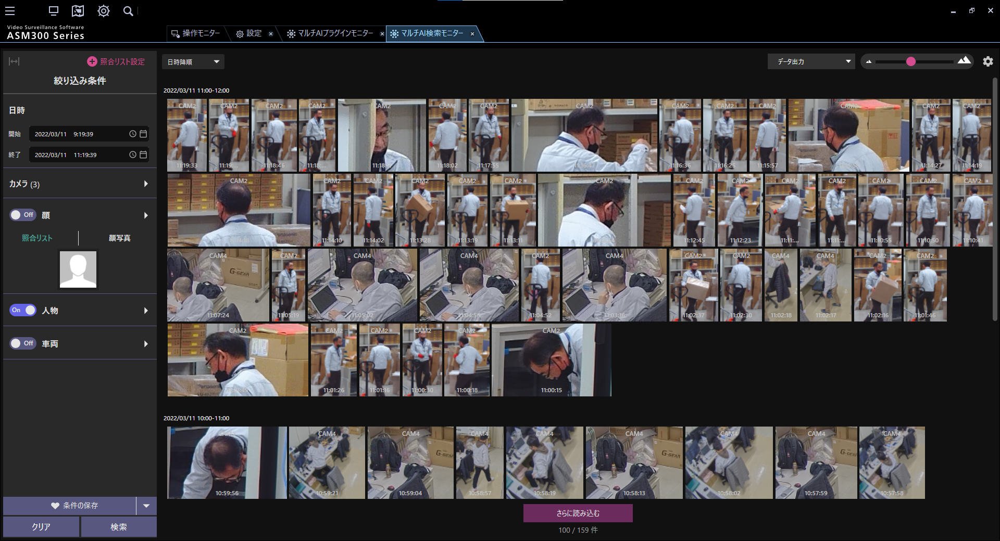 Video Surveillance Software
ASM300 Series
操作モニター
設定
マルチAIプラグインモニター
マルチAI検索モニター
照合リスト設定
絞り込み条件
日時
開始 2022/03/11 9:19:39
終了 2022/03/11 11:19:39
カメラ (3)
Off 顔
照合リスト
顔写真
On 人物
Off 車両
条件の保存
クリア
検索
日時降順
データ出力
2022/03/11 11:00-12:00
CAM2 CAM2 CAM2 CAM2 CAM2 CAM2 CAM2 CAM2 CAM2 CAM2 CAM2 CAM2 CAM2 CAM2
11:19:33 11:19:... 11:18:46 11:18:... 11:18: 11:18:02 11:17:55 11:16:47 11:16:36 11:16:25 11:15:57 11:14:27 11:14:19
CAM2 CAM2 CAM2 CAM2 CAM2 CAM2 CAM2 CAM2 CAM2 CAM2 CAM2 CAM2 CAM2 CAM2
11:14:10 11:14:02 11:13:28 11:13:19 11:13:11 11:12:45 11:12:23 11:11:... 11:11:... 11:10:55 11:10:50 11:10:41
CAM4 CAM2 CAM4 CAM4 CAM2 CAM4 CAM2 CAM2 CAM4 CAM4 CAM2 CAM2
G-GEAR
11:07:24 11:05:19 11:05:02 11:04:56 11:04:52 11:03:16 11:02:37 11:02:30 11:02:18 11:02:17 11:02:16 11:01:46
CAM2 CAM2 CAM2 CAM2 CAM2 CAM2
Panasonic
11:01:26 11:01:16 11:00:30 11:00:18 11:00:15
2022/03/11 10:00-11:00
CAM4 CAM4 CAM4 CAM4 CAM4 CAM4 CAM4 CAM4
G-GEAR
G-GEAR
10:59:56 10:59:21 10:59:04 10:58:57 10:58:19 10:58:13 10:58:02 10:57:59 10:57:58
さらに読み込む
100 / 159 件